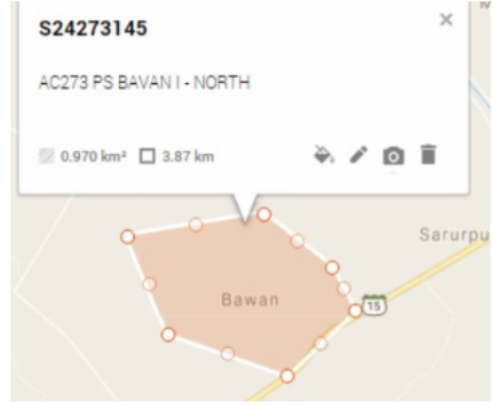 S24273145
AC273 PS BAVAN I - NORTH
0.970 km² 3.87 km
Sarurpu
Bawan
15